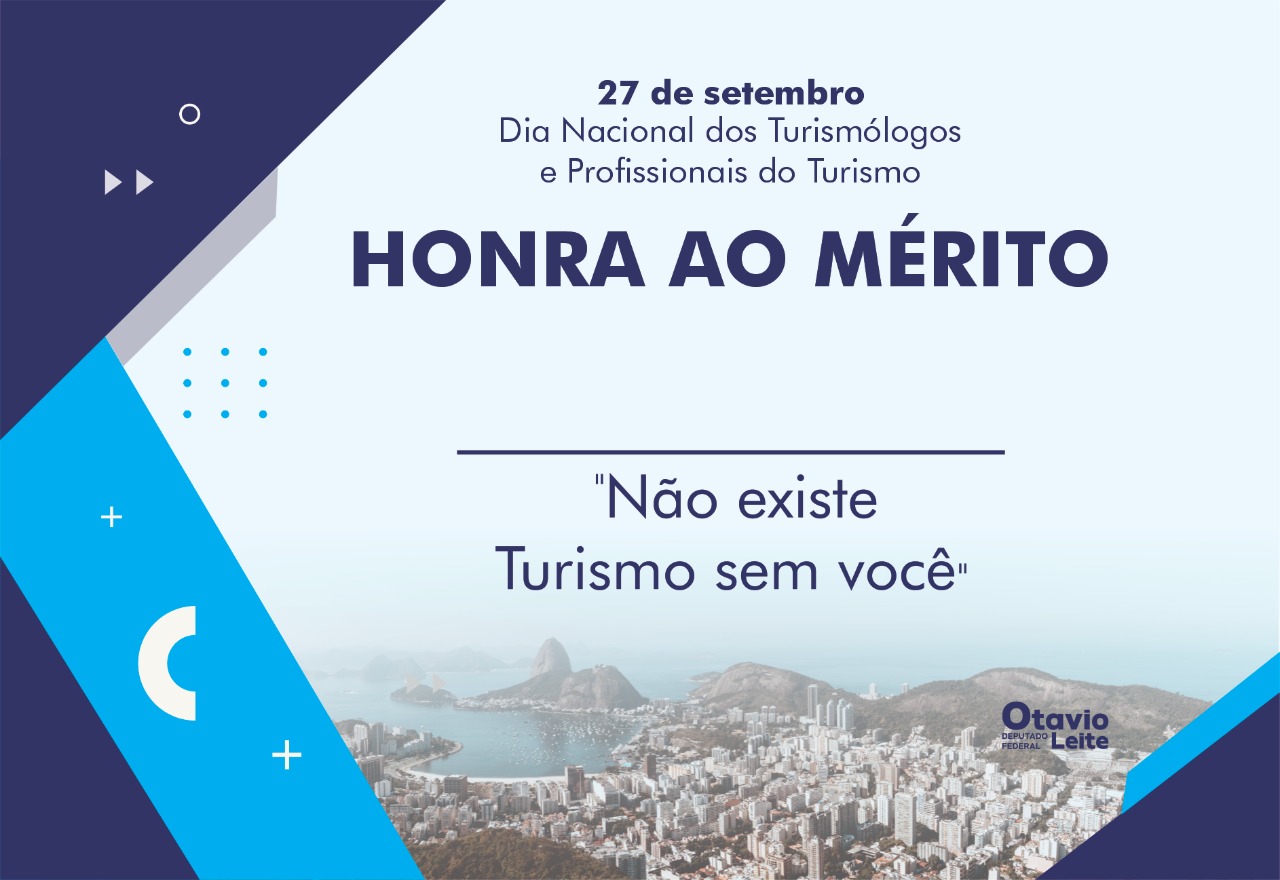 27 de setembro
Dia Nacional dos Turismólogos
e Profissionais do Turismo
HONRA AO MÉRITO
"Não existe
Turismo sem você"
Otavio
DEPUTADO
FEDERAL
Leite